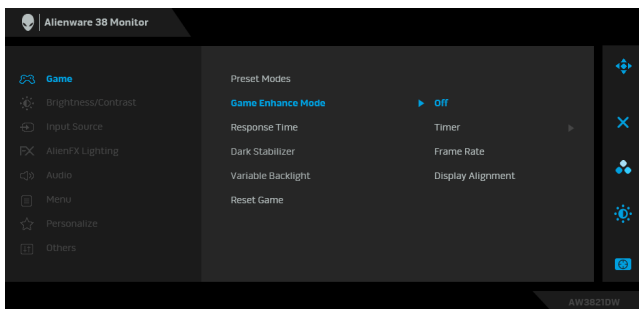 Alienware 38 Monitor
Game
Brightness/Contrast
Input Source
AlienFX Lighting
Audio
Menu
Personalize
Others
Preset Modes
Game Enhance Mode
Response Time
Dark Stabilizer
Variable Backlight
Reset Game
Off
Timer
Frame Rate
Display Alignment
AW3821DW